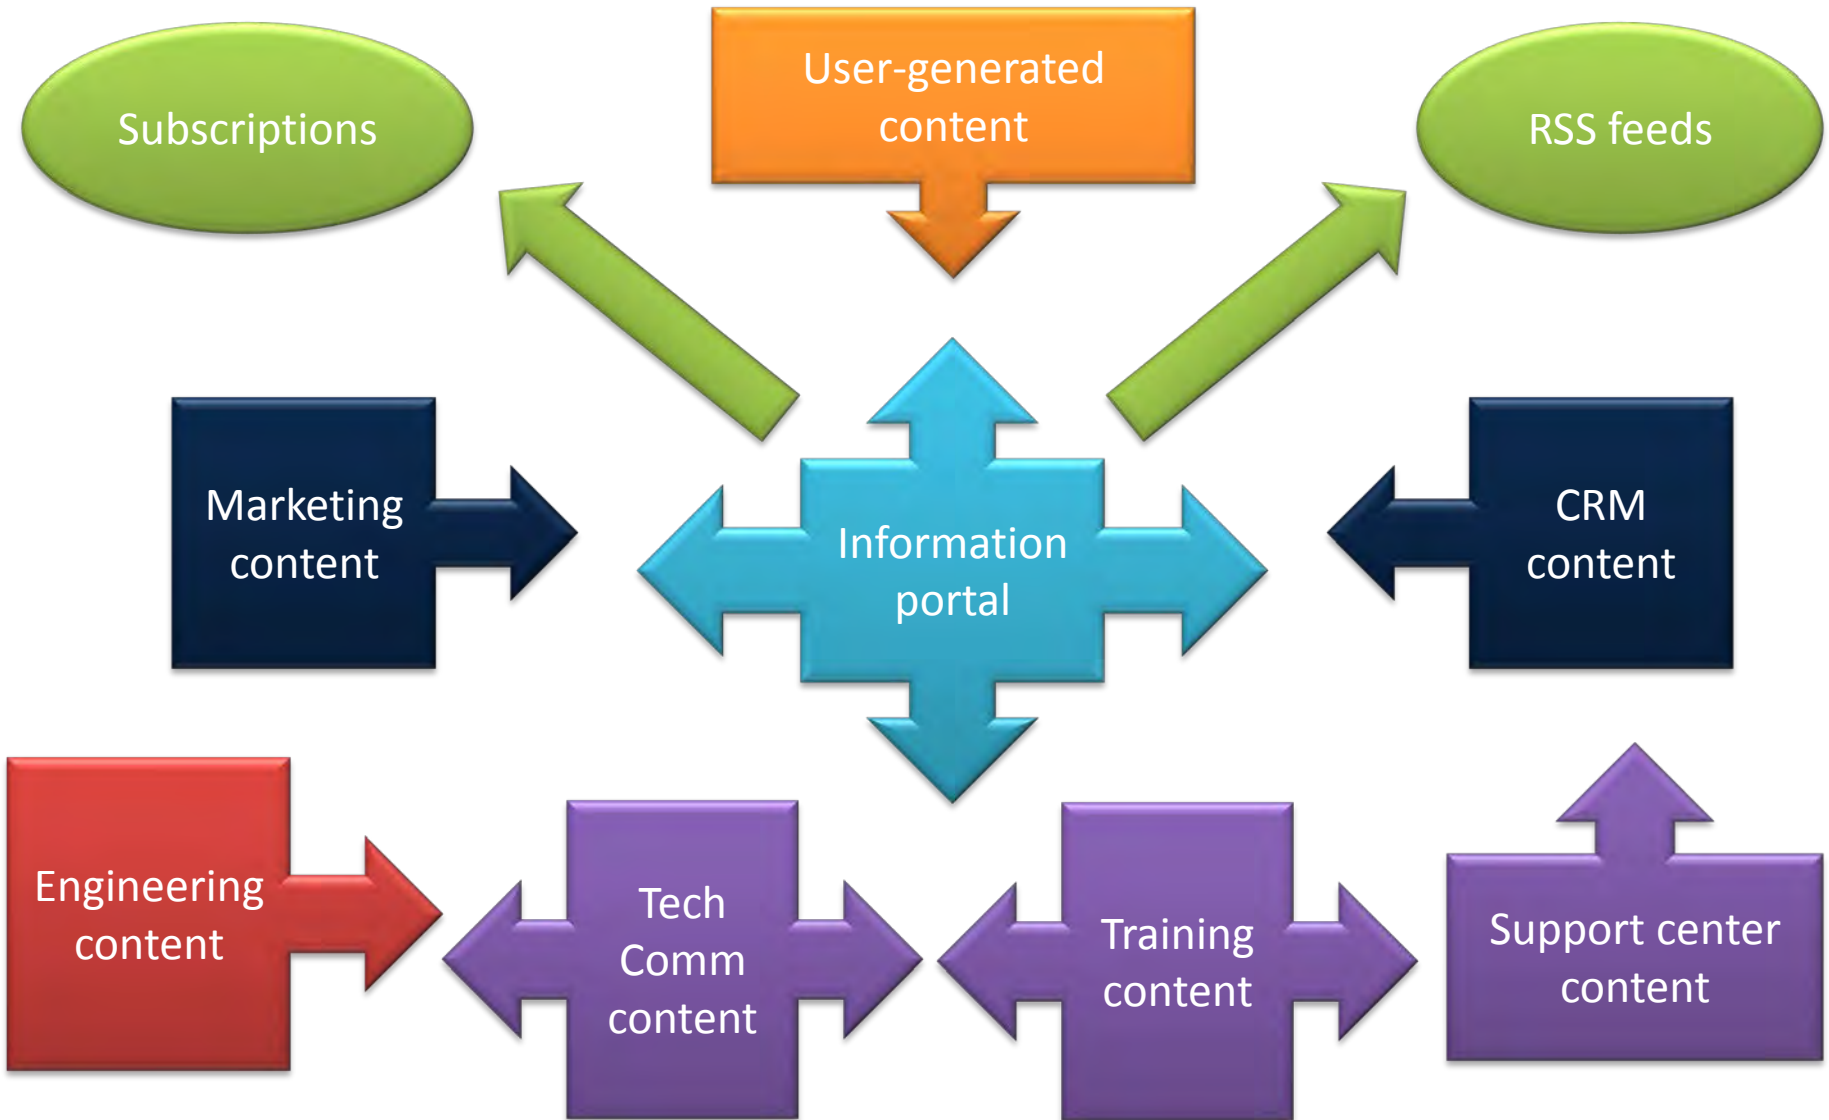 Subscriptions
User-generated
content
RSS feeds
Marketing
content
Information
portal
CRM
content
Engineering
content
Tech
Comm
content
Training
content
Support center
content